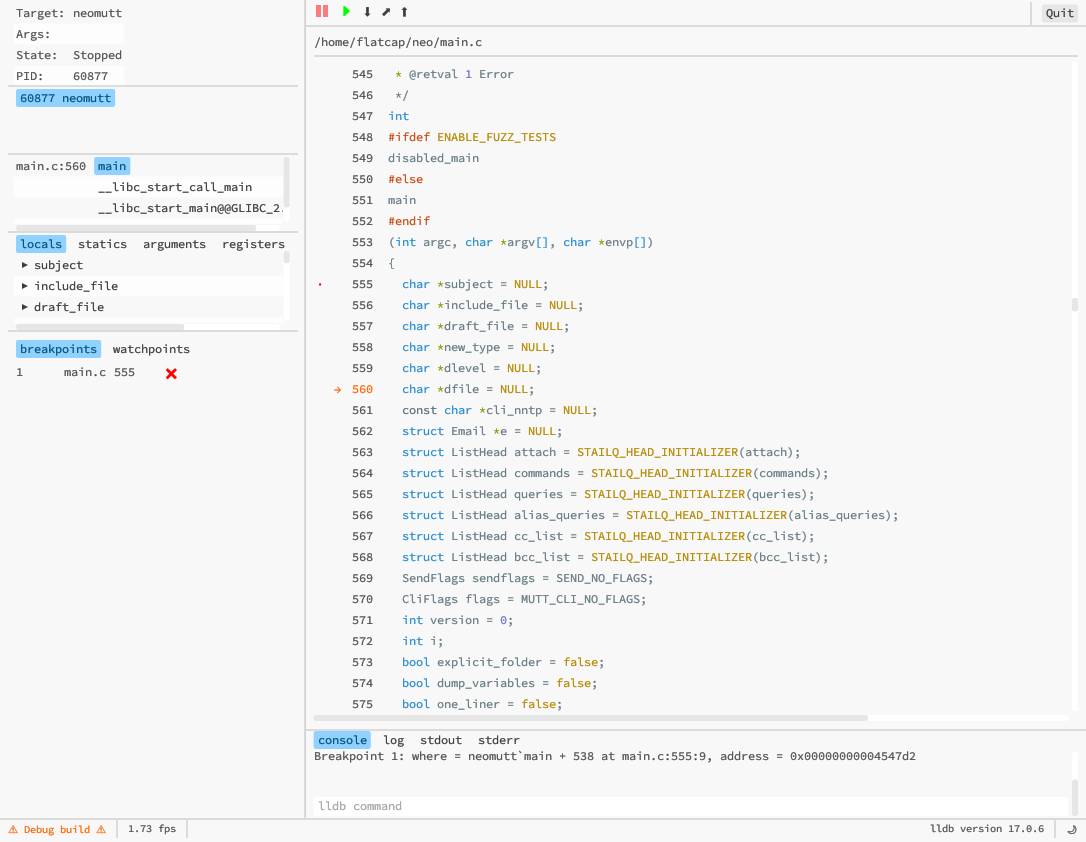 Target: neomutt
Args:
State: Stopped
PID: 60877
60877 neomutt
main.c:560 main
__libc_start_call_main
__libc_start_main@@GLIBC_2.
locals statics arguments registers
subject
include_file
draft_file
breakpoints watchpoints
1 main.c 555
Quit
/home/flatcap/neo/main.c
545 * @retval 1 Error
546 */
547 int
548 #ifdef ENABLE_FUZZ_TESTS
549 disabled_main
550 #else
551 main
552 #endif
553 (int argc, char *argv[], char *envp[])
554 {
555 char *subject = NULL;
556 char *include_file = NULL;
557 char *draft_file = NULL;
558 char *new_type = NULL;
559 char *dlevel = NULL;
→ 560 char *dfile = NULL;
561 const char *cli_nntp = NULL;
562 struct Email *e = NULL;
563 struct ListHead attach = STAILQ_HEAD_INITIALIZER(attach);
564 struct ListHead commands = STAILQ_HEAD_INITIALIZER(commands);
565 struct ListHead queries = STAILQ_HEAD_INITIALIZER(queries);
566 struct ListHead alias_queries = STAILQ_HEAD_INITIALIZER(alias_queries);
567 struct ListHead cc_list = STAILQ_HEAD_INITIALIZER(cc_list);
568 struct ListHead bcc_list = STAILQ_HEAD_INITIALIZER(bcc_list);
569 SendFlags sendflags = SEND_NO_FLAGS;
570 CliFlags flags = MUTT_CLI_NO_FLAGS;
571 int version = 0;
572 int i;
573 bool explicit_folder = false;
574 bool dump_variables = false;
575 bool one_liner = false;
console log stdout stderr
Breakpoint 1: where = neomutt`main + 538 at main.c:555:9, address = 0x00000000004547d2
lldb command
⚠ Debug build ⚠ 1.73 fps
lldb version 17.0.6